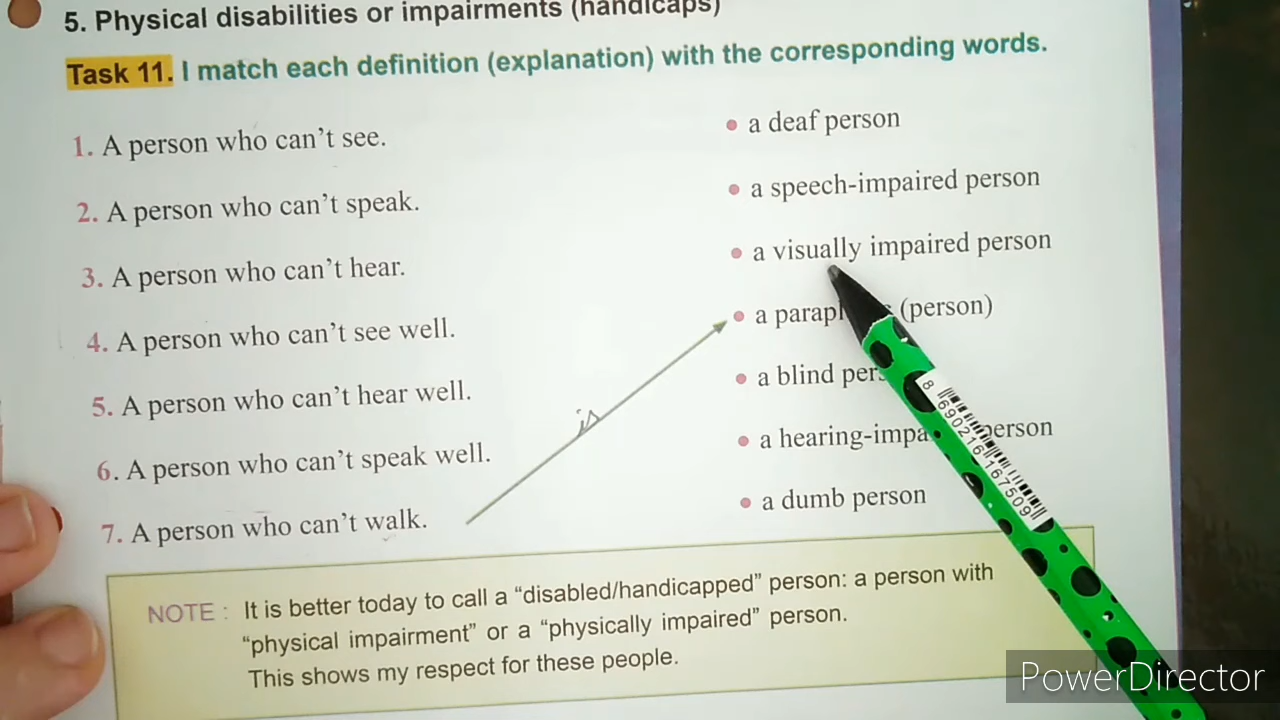 5. Physical disabilities or impairments (handicaps)
Task 11. I match each definition (explanation) with the corresponding words.
1. A person who can't see.
• a deaf person
2. A person who can't speak.
• a speech-impaired person
3. A person who can't hear.
• a visually impaired person
4. A person who can't see well.
• a (person)
5. A person who can't hear well.
• a blind
6. A person who can't speak well.
• a person
7. A person who can't walk.
• a dumb person
is
NOTE : It is better today to call a "disabled/handicapped" person: a person with
"physical impairment" or a "physically impaired" person.
This shows my respect for these people.
8 690216 167509
PowerDirector